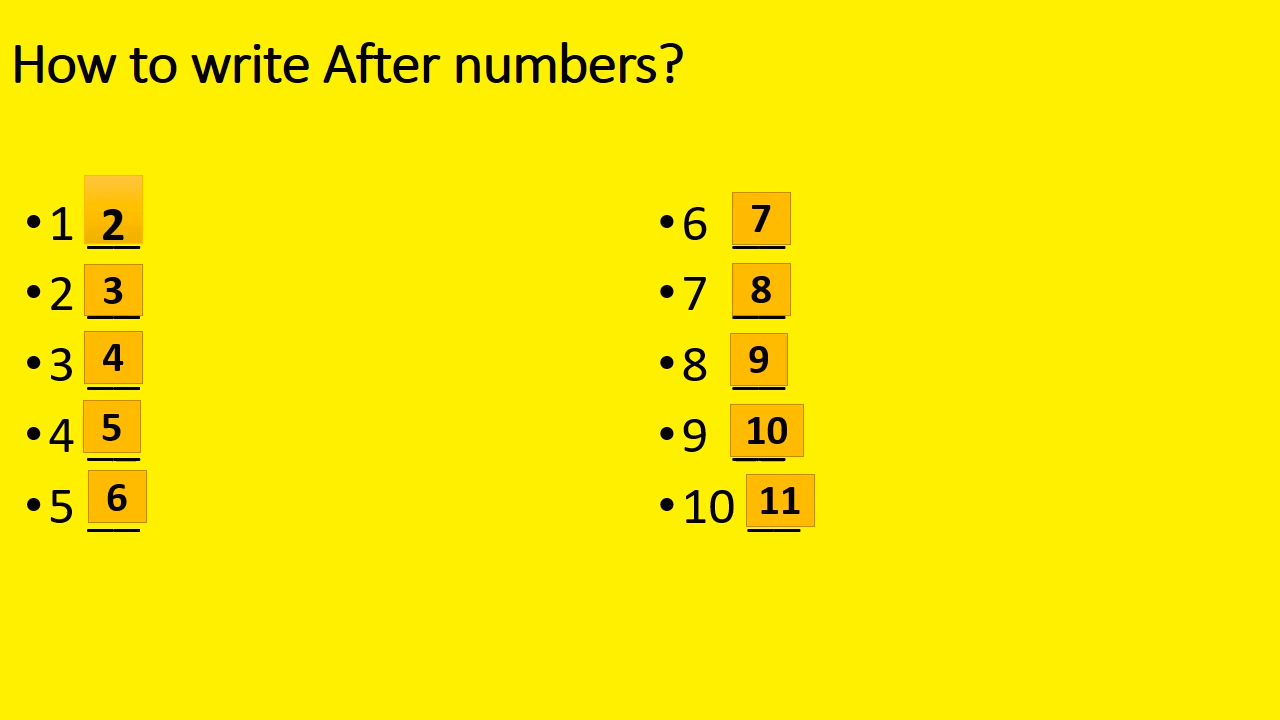 How to write After numbers?
• 1 2
• 2 3
• 3 4
• 4 5
• 5 6
• 6 7
• 7 8
• 8 9
• 9 10
• 10 11